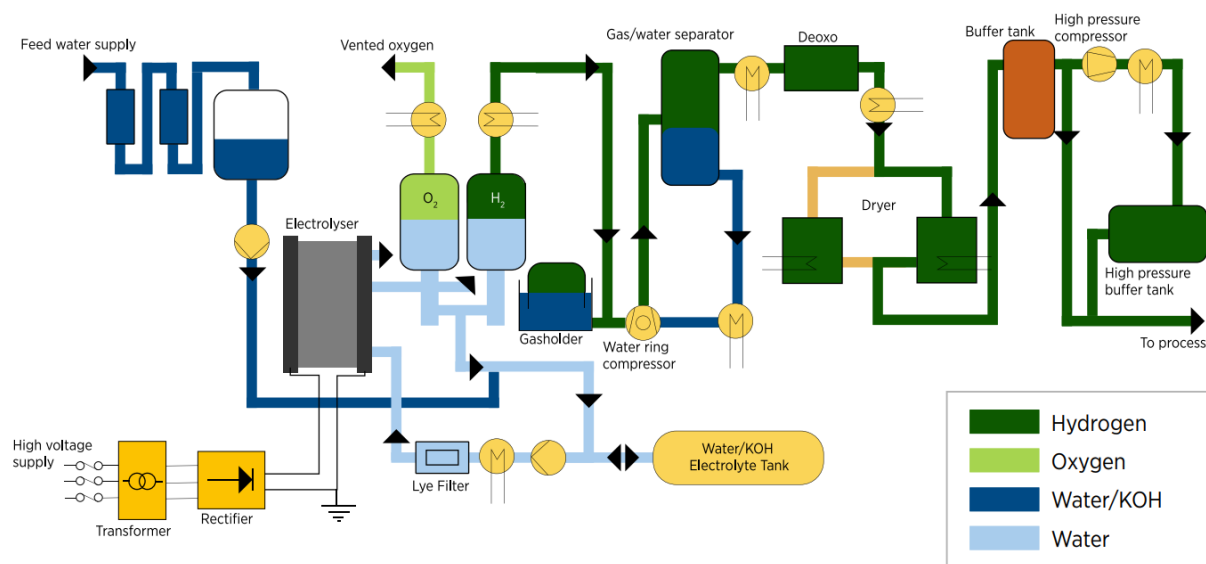 Feed water supply
Vented oxygen
Gas/water separator
Deoxo
Buffer tank
High pressure
compressor
O2
H2
Electrolyser
Dryer
High pressure
buffer tank
Gasholder
Water ring
compressor
To process
High voltage
supply
Transformer
Rectifier
Lye Filter
Water/KOH
Electrolyte Tank
M
M
M
M
M
M
M
M
Hydrogen
Oxygen
Water/KOH
Water